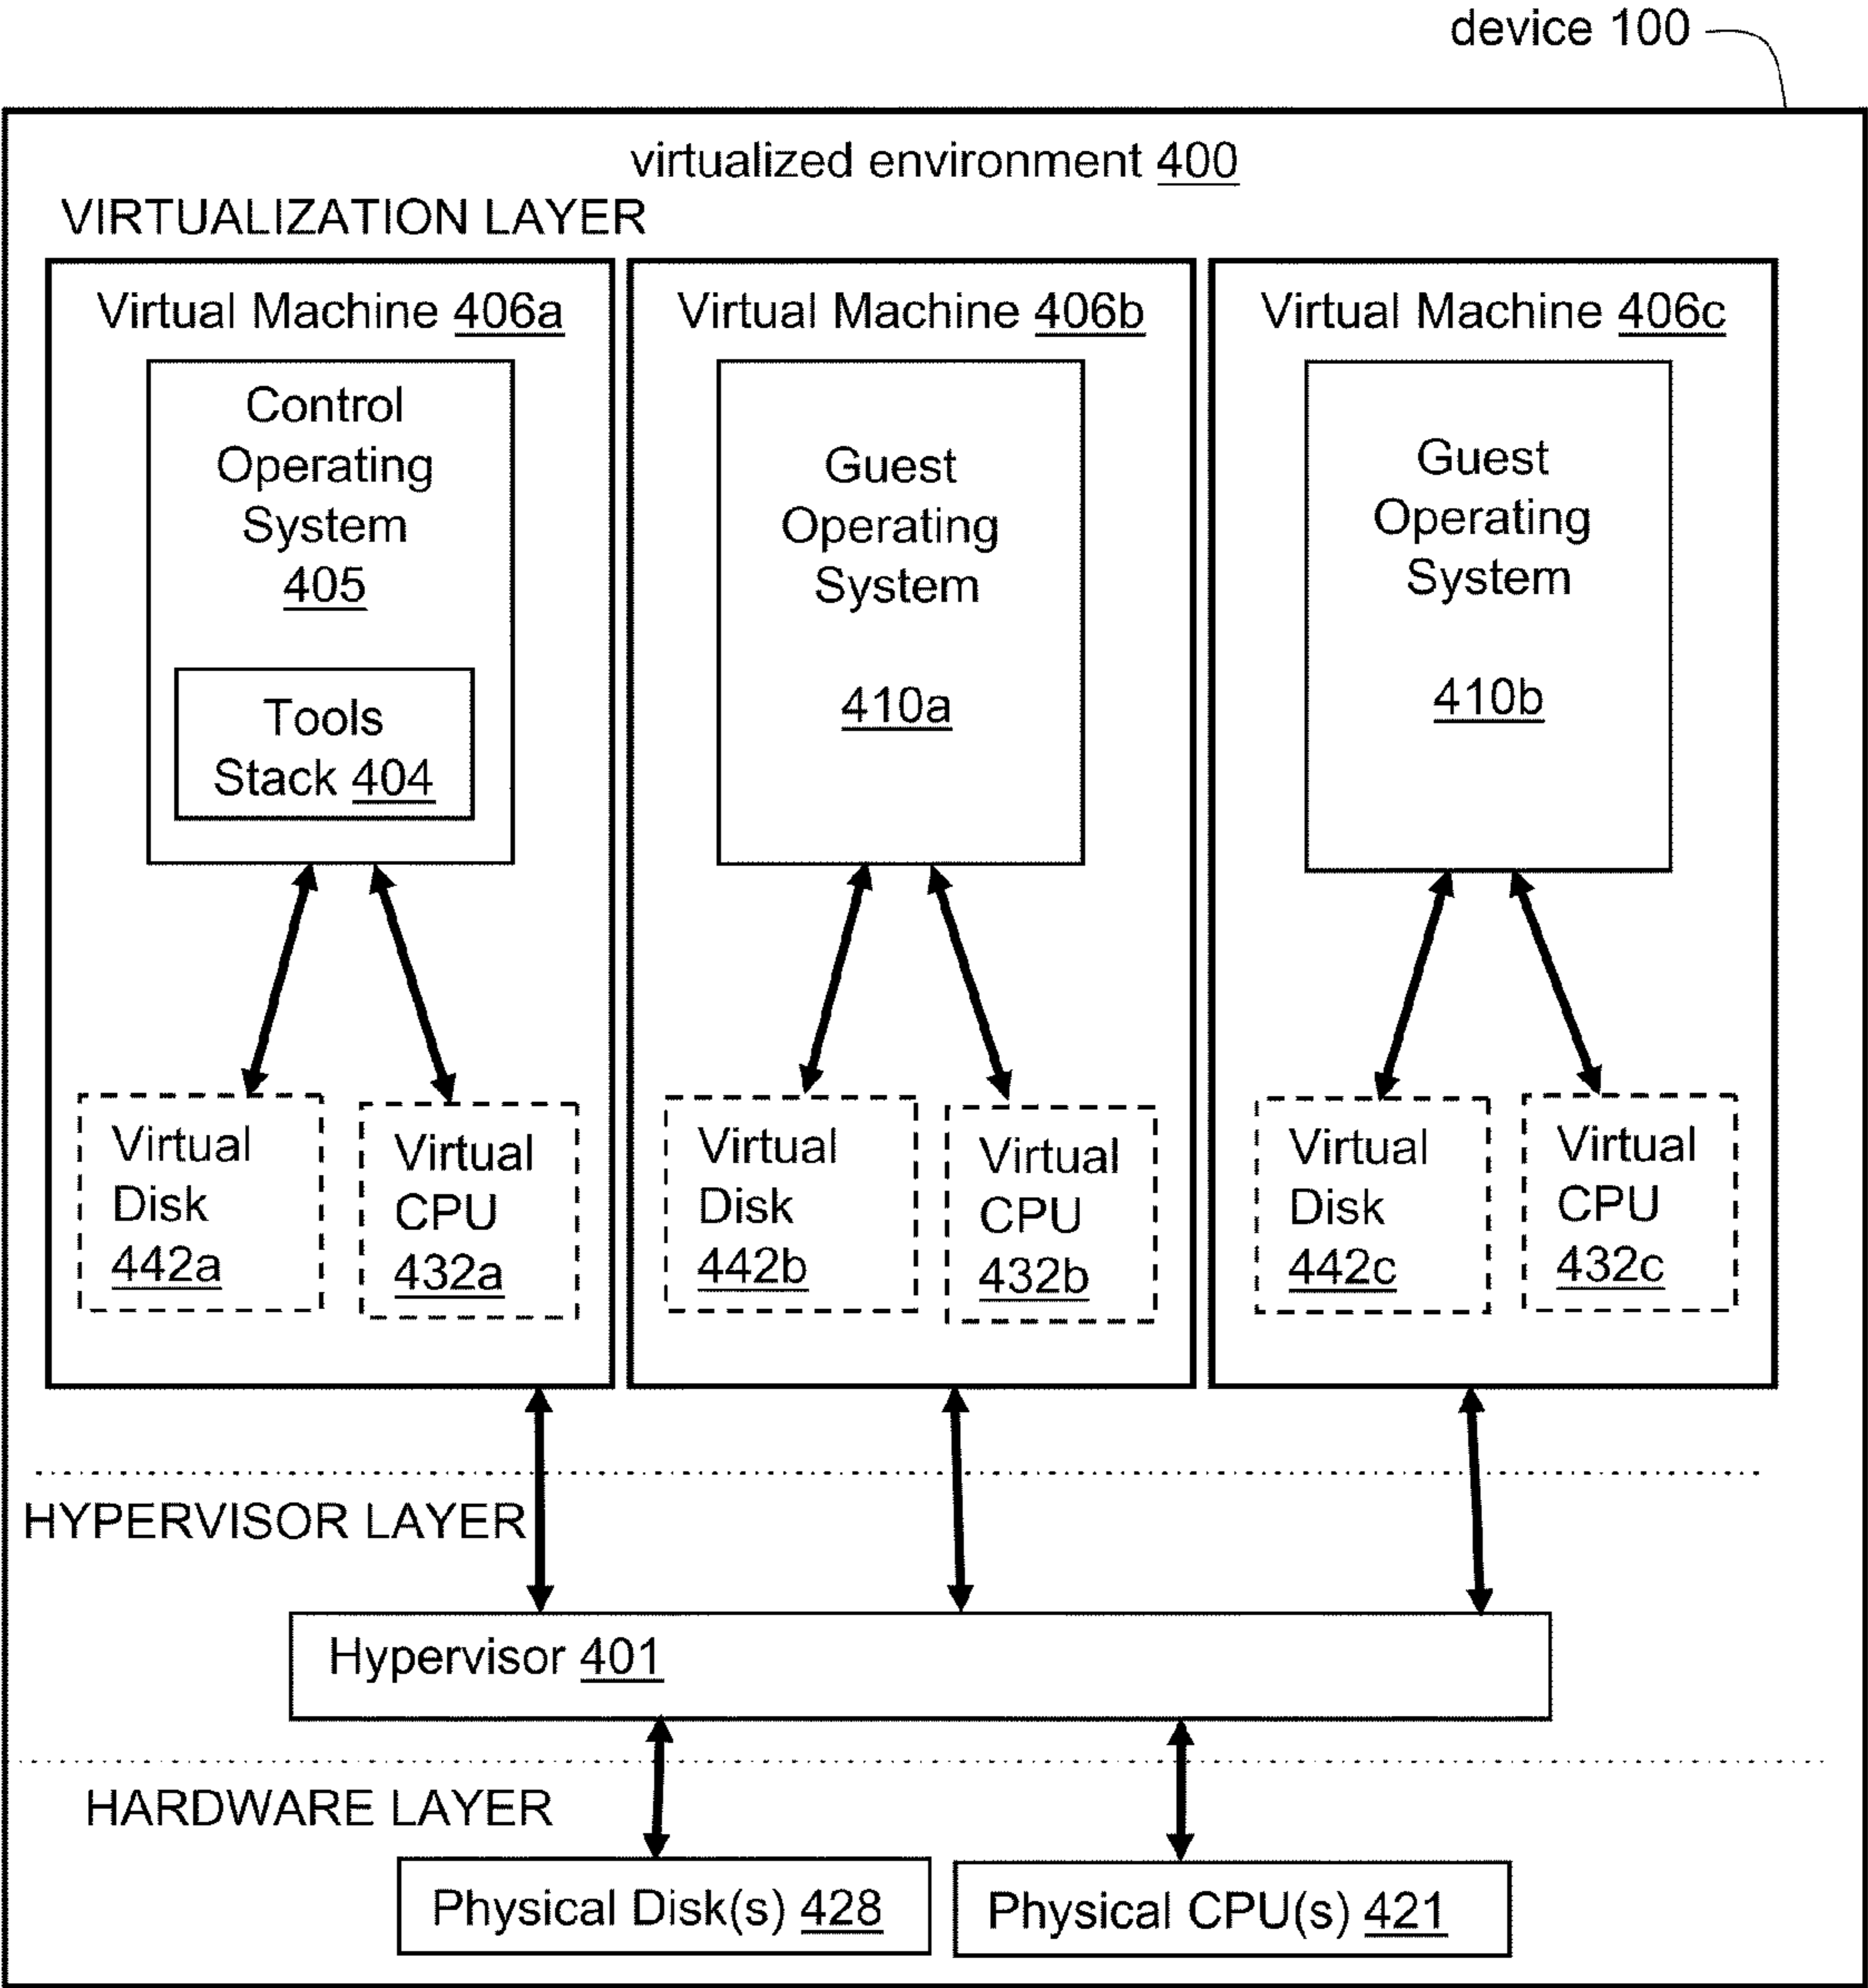 device 100
virtualized environment 400
VIRTUALIZATION LAYER
Virtual Machine 406a
Control
Operating
System
405
Tools
Stack 404
Virtual
Disk
442a
Virtual
CPU
432a
Virtual Machine 406b
Guest
Operating
System
410a
Virtual
Disk
442b
Virtual
CPU
432b
Virtual Machine 406c
Guest
Operating
System
410b
Virtual
Disk
442c
Virtual
CPU
432c
HYPERVISOR LAYER
Hypervisor 401
HARDWARE LAYER
Physical Disk(s) 428
Physical CPU(s) 421